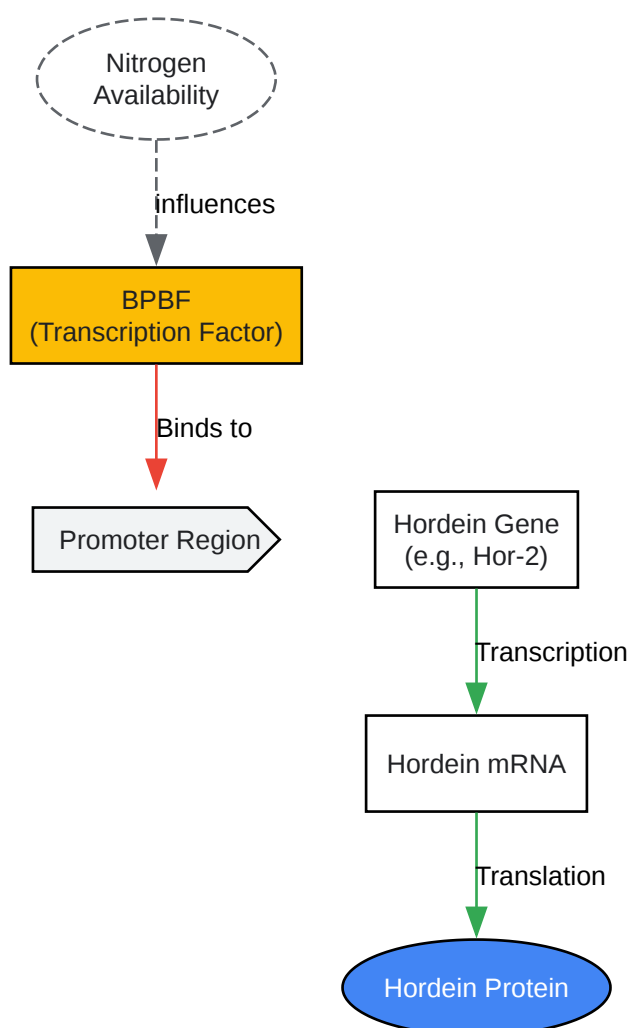 Nitrogen
Availability
influences
BPBF
(Transcription Factor)
Binds to
Promoter Region
Hordein Gene
(e.g., Hor-2)
Transcription
Hordein mRNA
Translation
Hordein Protein